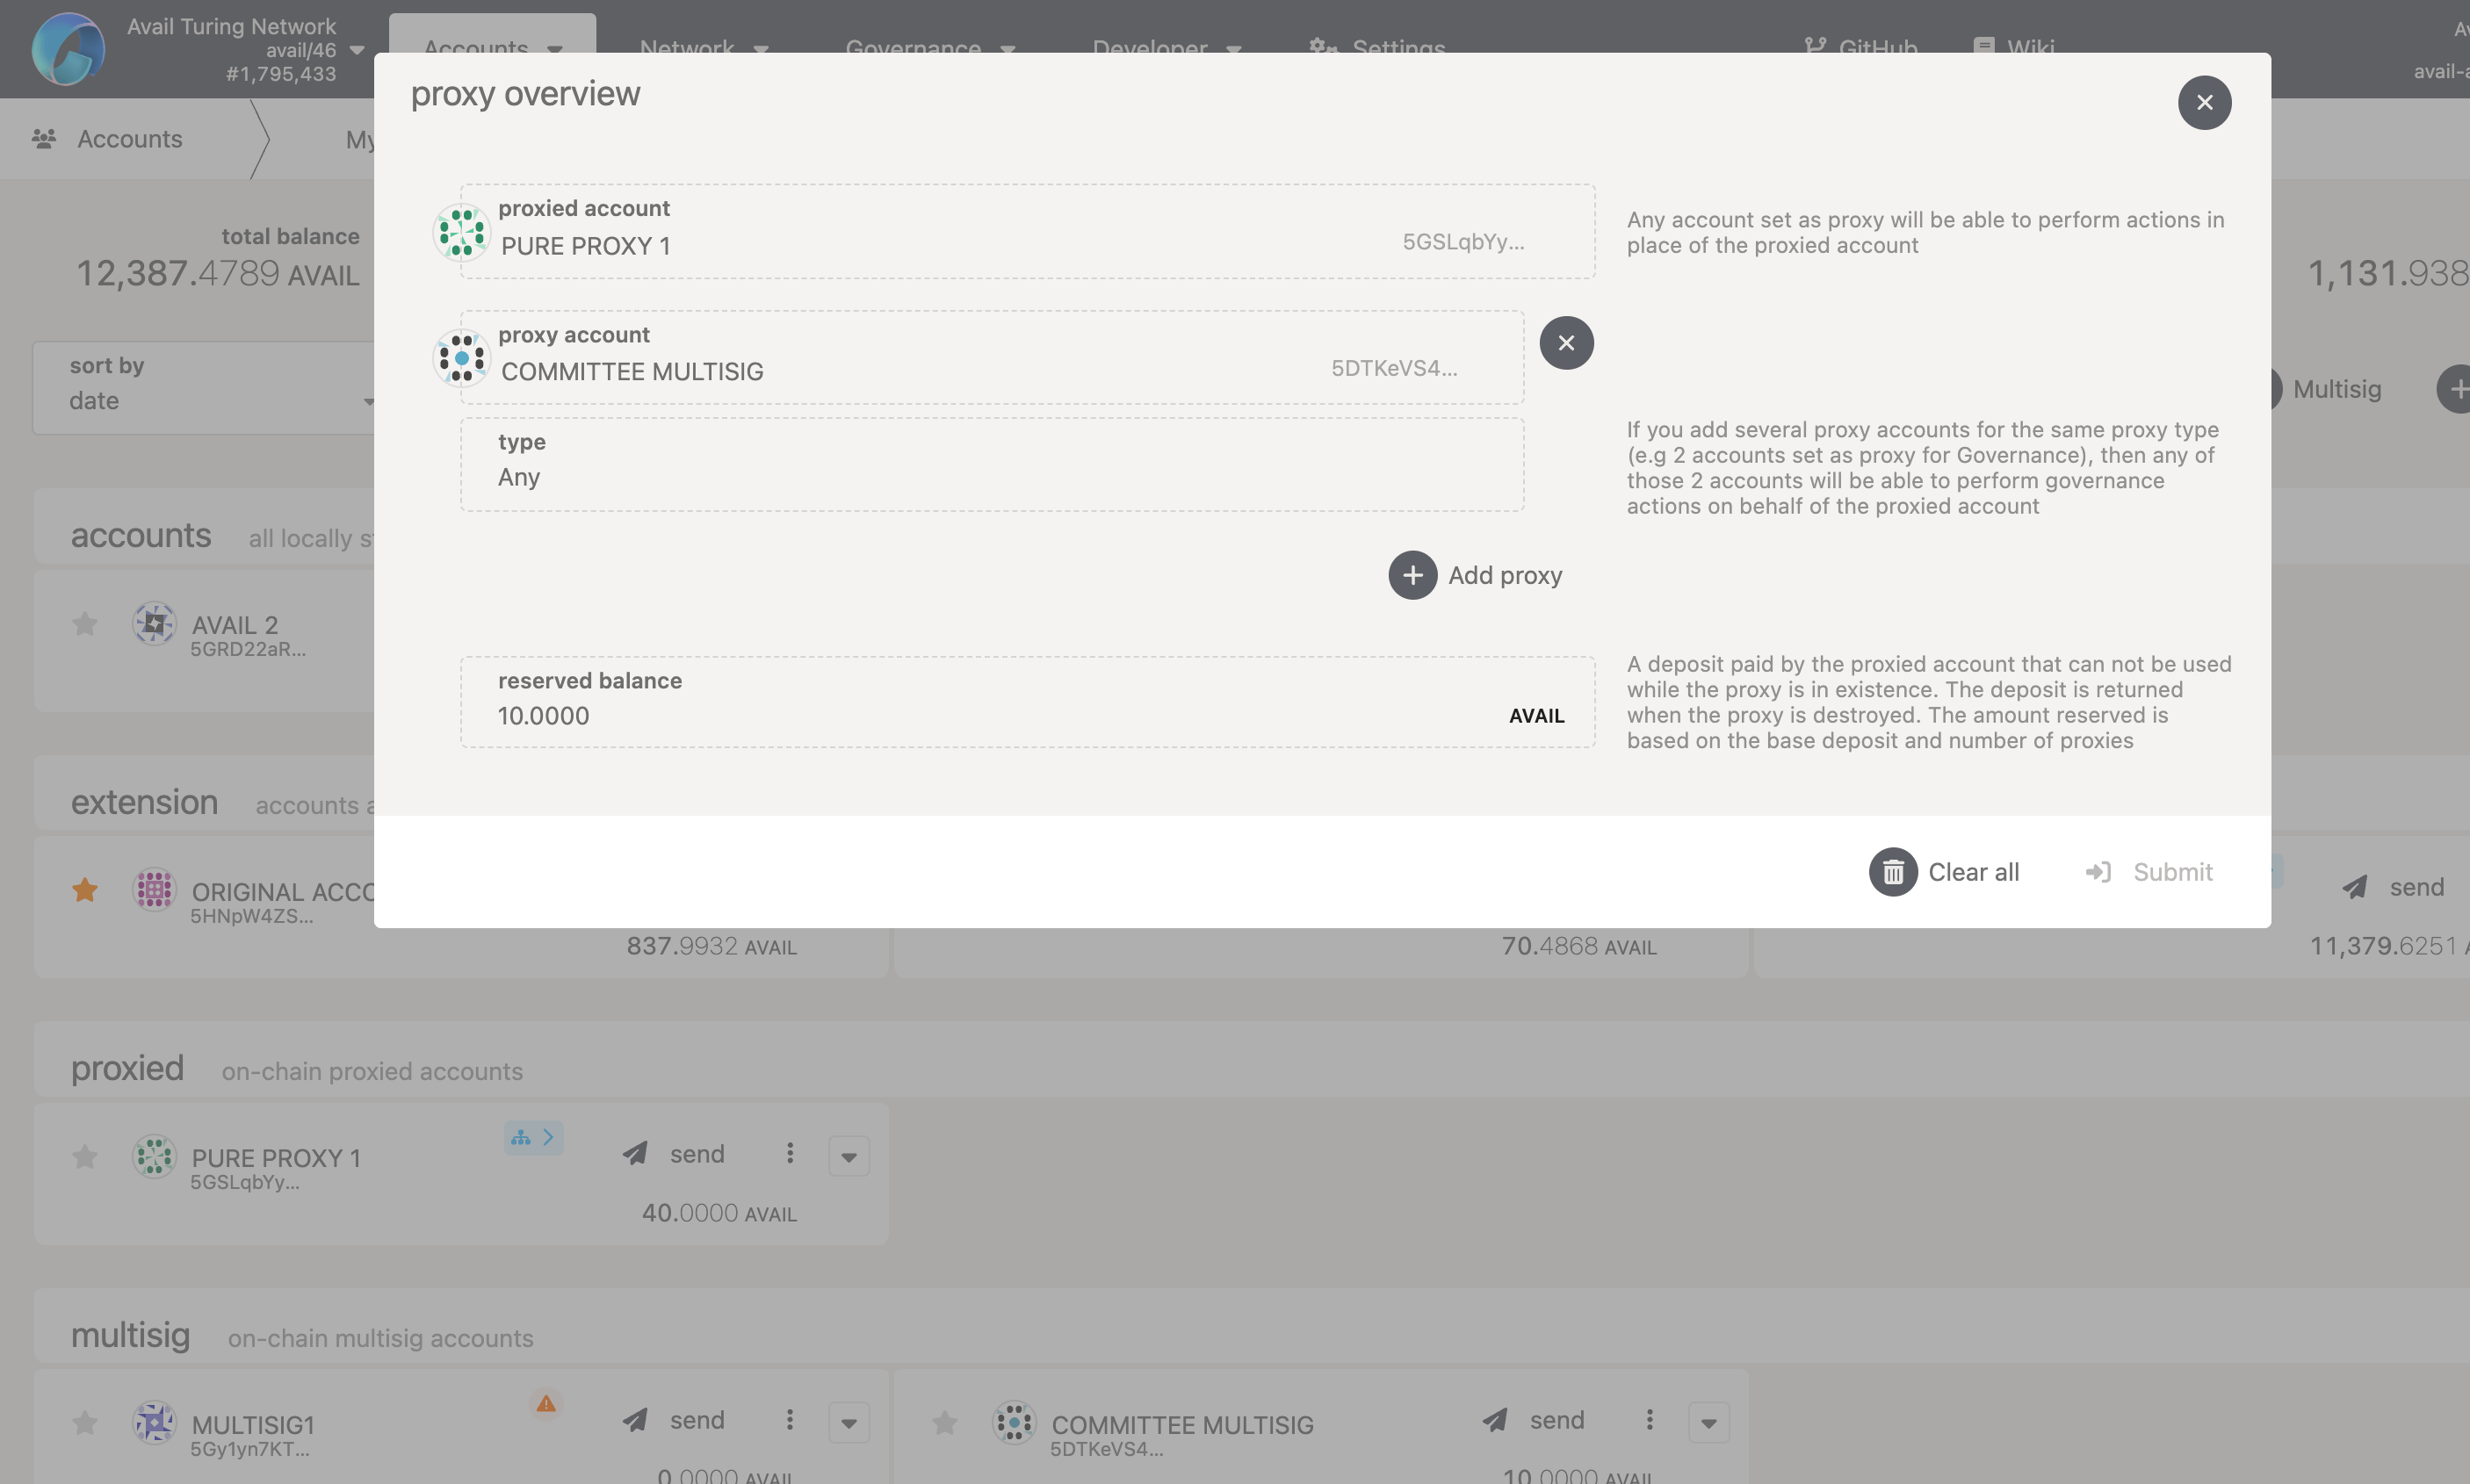 Avail Turing Network
avail/46
#1,795,433
Accounts
Network
Governance
Developer
Settings
GitHub
Wiki
Av
avail-a
Accounts
My
proxy overview
total balance
12,387.4789 AVAIL
1,131.938
sort by
date
Multisig
proxied account
PURE PROXY 1
5GSLqbYy...
Any account set as proxy will be able to perform actions in
place of the proxied account
proxy account
COMMITTEE MULTISIG
5DTKeVS4...
type
Any
If you add several proxy accounts for the same proxy type
(e.g 2 accounts set as proxy for Governance), then any of
those 2 accounts will be able to perform governance
actions on behalf of the proxied account
Add proxy
reserved balance
10.0000
AVAIL
A deposit paid by the proxied account that can not be used
while the proxy is in existence. The deposit is returned
when the proxy is destroyed. The amount reserved is
based on the base deposit and number of proxies
Clear all
Submit
accounts all locally s
AVAIL 2
5GRD22aR...
extension accounts a
ORIGINAL ACCO
5HNpW4ZS...
837.9932 AVAIL
70.4868 AVAIL
send
11,379.6251
proxied on-chain proxied accounts
PURE PROXY 1
5GSLqbYy...
send
40.0000 AVAIL
multisig on-chain multisig accounts
MULTISIG1
5Gy1yn7KT...
send
0.0000 AVAIL
COMMITTEE MULTISIG
5DTKeVS4...
send
10.0000 AVAIL